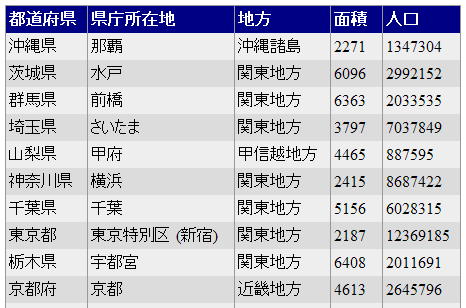 都道府県 県庁所在地 地方 面積 人口
沖縄県 那覇 沖縄諸島 2271 1347304
茨城県 水戸 関東地方 6096 2992152
群馬県 前橋 関東地方 6363 2033535
埼玉県 さいたま 関東地方 3797 7037849
山梨県 甲府 甲信越地方 4465 887595
神奈川県 横浜 関東地方 2415 8687422
千葉県 千葉 関東地方 5156 6028315
東京都 東京特別区 (新宿) 関東地方 2187 12369185
栃木県 宇都宮 関東地方 6408 2011691
京都府 京都 近畿地方 4613 2645796